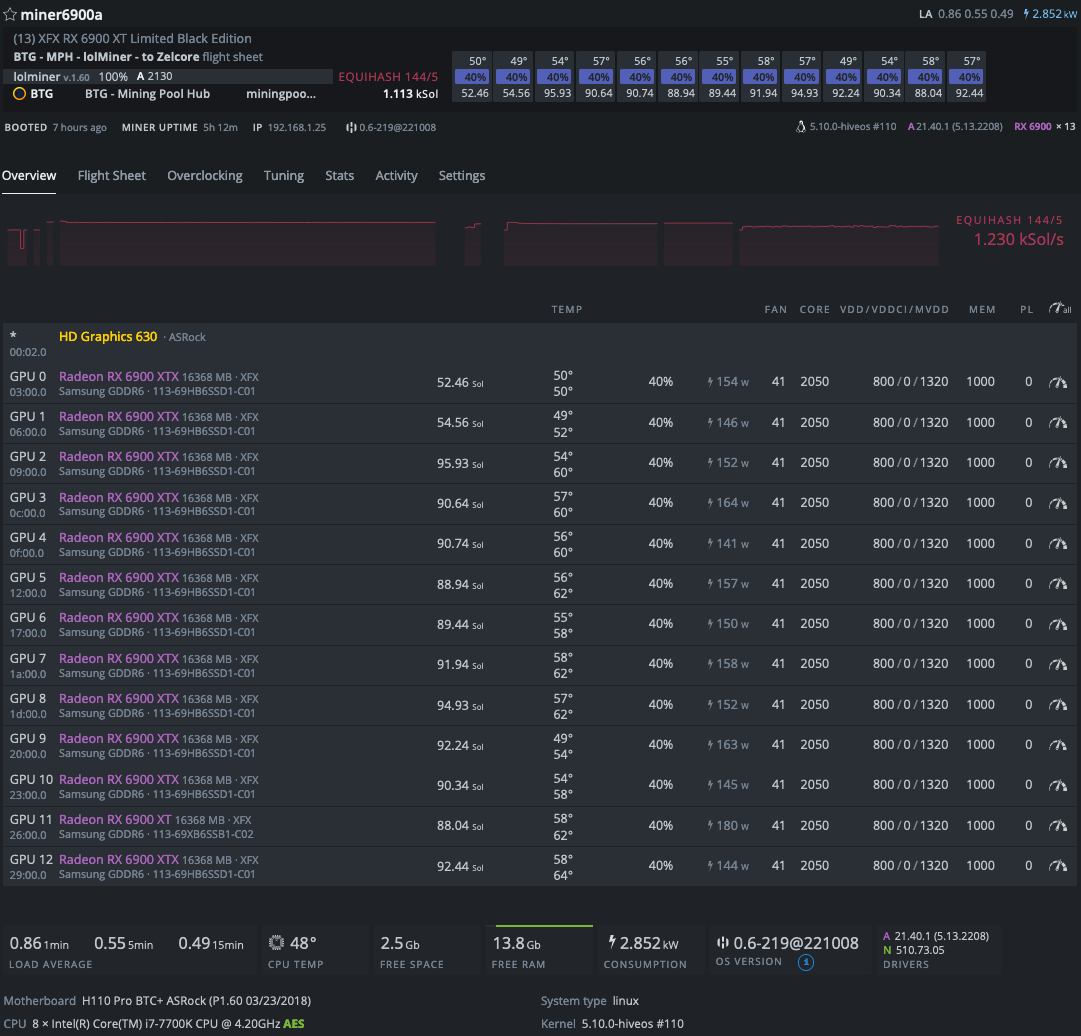 miner6900a
LA 0.86 0.55 0.49 2.852 kW
(13) XFX RX 6900 XT Limited Black Edition
BTG - MPH - lolMiner - to Zelcore flight sheet
lolminer v.1.60 100% A 2130 EQUIHASH 144/5
BTG BTG - Mining Pool Hub miningpoo... 1.113 kSol
50° 49° 54° 57° 56° 56° 55° 58° 57° 49° 54° 58° 57°
40% 40% 40% 40% 40% 40% 40% 40% 40% 40% 40% 40% 40%
52.46 54.56 95.93 90.64 90.74 88.94 89.44 91.94 94.93 92.24 90.34 88.04 92.44
BOOTED 7 hours ago MINER UPTIME 5h 12m IP 192.168.1.25 0.6-219@221008
5.10.0-hiveos #110 A 21.40.1 (5.13.2208) RX 6900 × 13
Overview Flight Sheet Overclocking Tuning Stats Activity Settings
EQUIHASH 144/5
1.230 kSol/s
TEMP FAN CORE VDD/VDDCI/MVDD MEM PL all
* HD Graphics 630 · ASRock
00:02.0
GPU 0 Radeon RX 6900 XTX 16368 MB · XFX 52.46 Sol 50° 40% 154 w 41 2050 800 / 0 / 1320 1000 0
03:00.0 Samsung GDDR6 · 113-69HB6SSD1-C01 50°
GPU 1 Radeon RX 6900 XTX 16368 MB · XFX 54.56 Sol 49° 40% 146 w 41 2050 800 / 0 / 1320 1000 0
06:00.0 Samsung GDDR6 · 113-69HB6SSD1-C01 52°
GPU 2 Radeon RX 6900 XTX 16368 MB · XFX 95.93 Sol 54° 40% 152 w 41 2050 800 / 0 / 1320 1000 0
09:00.0 Samsung GDDR6 · 113-69HB6SSD1-C01 60°
GPU 3 Radeon RX 6900 XTX 16368 MB · XFX 90.64 Sol 57° 40% 164 w 41 2050 800 / 0 / 1320 1000 0
0c:00.0 Samsung GDDR6 · 113-69HB6SSD1-C01 60°
GPU 4 Radeon RX 6900 XTX 16368 MB · XFX 90.74 Sol 56° 40% 141 w 41 2050 800 / 0 / 1320 1000 0
0f:00.0 Samsung GDDR6 · 113-69HB6SSD1-C01 60°
GPU 5 Radeon RX 6900 XTX 16368 MB · XFX 88.94 Sol 56° 40% 157 w 41 2050 800 / 0 / 1320 1000 0
12:00.0 Samsung GDDR6 · 113-69HB6SSD1-C01 62°
GPU 6 Radeon RX 6900 XTX 16368 MB · XFX 89.44 Sol 55° 40% 150 w 41 2050 800 / 0 / 1320 1000 0
17:00.0 Samsung GDDR6 · 113-69HB6SSD1-C01 58°
GPU 7 Radeon RX 6900 XTX 16368 MB · XFX 91.94 Sol 58° 40% 158 w 41 2050 800 / 0 / 1320 1000 0
1a:00.0 Samsung GDDR6 · 113-69HB6SSD1-C01 62°
GPU 8 Radeon RX 6900 XTX 16368 MB · XFX 94.93 Sol 57° 40% 152 w 41 2050 800 / 0 / 1320 1000 0
1d:00.0 Samsung GDDR6 · 113-69HB6SSD1-C01 62°
GPU 9 Radeon RX 6900 XTX 16368 MB · XFX 92.24 Sol 49° 40% 163 w 41 2050 800 / 0 / 1320 1000 0
20:00.0 Samsung GDDR6 · 113-69HB6SSD1-C01 54°
GPU 10 Radeon RX 6900 XTX 16368 MB · XFX 90.34 Sol 54° 40% 145 w 41 2050 800 / 0 / 1320 1000 0
23:00.0 Samsung GDDR6 · 113-69HB6SSD1-C01 58°
GPU 11 Radeon RX 6900 XT 16368 MB · XFX 88.04 Sol 58° 40% 180 w 41 2050 800 / 0 / 1320 1000 0
26:00.0 Samsung GDDR6 · 113-69XB6SSB1-C02 62°
GPU 12 Radeon RX 6900 XTX 16368 MB · XFX 92.44 Sol 58° 40% 144 w 41 2050 800 / 0 / 1320 1000 0
29:00.0 Samsung GDDR6 · 113-69HB6SSD1-C01 64°
0.86 1min 0.55 5min 0.49 15min 48° 2.5 Gb 13.8 Gb 2.852 kW 0.6-219@221008 A 21.40.1 (5.13.2208)
N 510.73.05
LOAD AVERAGE CPU TEMP FREE SPACE FREE RAM CONSUMPTION OS VERSION i DRIVERS
Motherboard H110 Pro BTC+ ASRock (P1.60 03/23/2018) System type linux
CPU 8 × Intel(R) Core(TM) i7-7700K CPU @ 4.20GHz AES Kernel 5.10.0-hiveos #110